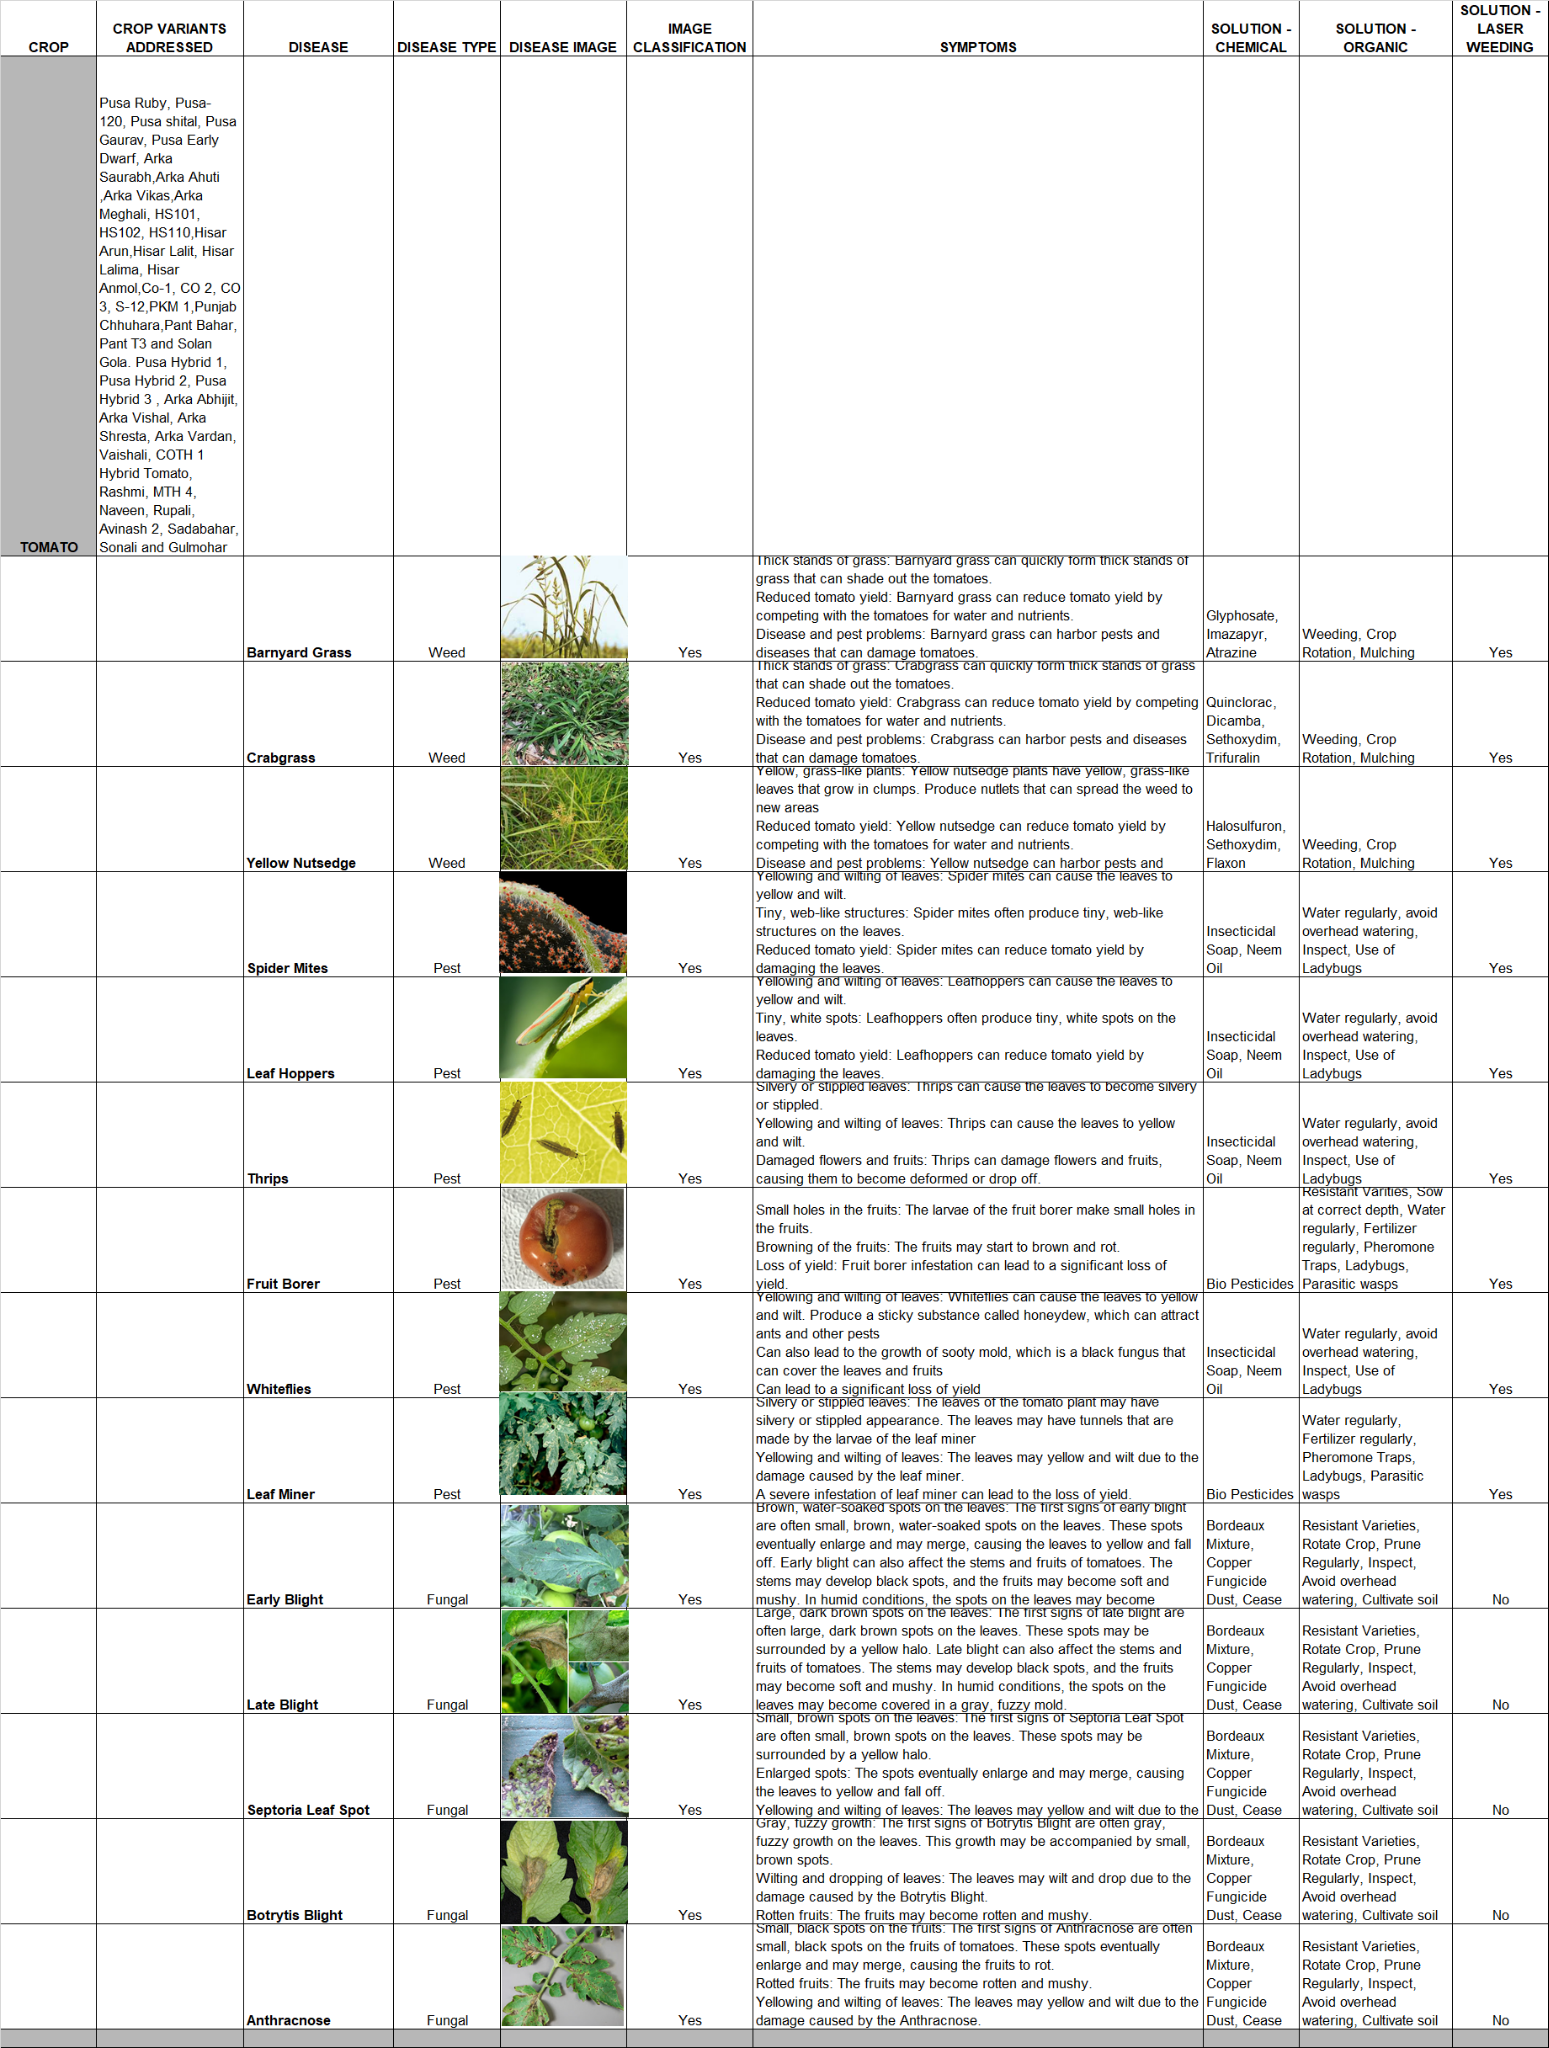 CROP
CROP VARIANTS
ADDRESSED
DISEASE
DISEASE TYPE
DISEASE IMAGE
IMAGE
CLASSIFICATION
SYMPTOMS
SOLUTION -
CHEMICAL
SOLUTION -
ORGANIC
SOLUTION -
LASER
WEEDING
TOMATO
Pusa Ruby, Pusa-
120, Pusa shital, Pusa
Gaurav, Pusa Early
Dwarf, Arka
Saurabh,Arka Ahuti
,Arka Vikas,Arka
Meghali, HS101,
HS102, HS110,Hisar
Arun,Hisar Lalit, Hisar
Lalima, Hisar
Anmol,Co-1, CO 2, CO
3, S-12,PKM 1,Punjab
Chhuhara,Pant Bahar,
Pant T3 and Solan
Gola. Pusa Hybrid 1,
Pusa Hybrid 2, Pusa
Hybrid 3 , Arka Abhijit,
Arka Vishal, Arka
Shresta, Arka Vardan,
Vaishali, COTH 1
Hybrid Tomato,
Rashmi, MTH 4,
Naveen, Rupali,
Avinash 2, Sadabahar,
Sonali and Gulmohar
Barnyard Grass
Weed
Yes
Thick stands of grass: Barnyard grass can quickly form thick stands of
grass that can shade out the tomatoes.
Reduced tomato yield: Barnyard grass can reduce tomato yield by
competing with the tomatoes for water and nutrients.
Disease and pest problems: Barnyard grass can harbor pests and
diseases that can damage tomatoes.
Glyphosate,
Imazapyr,
Atrazine
Weeding, Crop
Rotation, Mulching
Yes
Crabgrass
Weed
Yes
Thick stands of grass: Crabgrass can quickly form thick stands of grass
that can shade out the tomatoes.
Reduced tomato yield: Crabgrass can reduce tomato yield by competing
with the tomatoes for water and nutrients.
Disease and pest problems: Crabgrass can harbor pests and diseases
that can damage tomatoes.
Quinclorac,
Dicamba,
Sethoxydim,
Trifuralin
Weeding, Crop
Rotation, Mulching
Yes
Yellow Nutsedge
Weed
Yes
Yellow, grass-like plants: Yellow nutsedge plants have yellow, grass-like
leaves that grow in clumps. Produce nutlets that can spread the weed to
new areas
Reduced tomato yield: Yellow nutsedge can reduce tomato yield by
competing with the tomatoes for water and nutrients.
Disease and pest problems: Yellow nutsedge can harbor pests and
Halosulfuron,
Sethoxydim,
Flaxon
Weeding, Crop
Rotation, Mulching
Yes
Spider Mites
Pest
Yes
Yellowing and wilting of leaves: Spider mites can cause the leaves to
yellow and wilt.
Tiny, web-like structures: Spider mites often produce tiny, web-like
structures on the leaves.
Reduced tomato yield: Spider mites can reduce tomato yield by
damaging the leaves.
Insecticidal
Soap, Neem
Oil
Water regularly, avoid
overhead watering,
Inspect, Use of
Ladybugs
Yes
Leaf Hoppers
Pest
Yes
Yellowing and wilting of leaves: Leafhoppers can cause the leaves to
yellow and wilt.
Tiny, white spots: Leafhoppers often produce tiny, white spots on the
leaves.
Reduced tomato yield: Leafhoppers can reduce tomato yield by
damaging the leaves.
Insecticidal
Soap, Neem
Oil
Water regularly, avoid
overhead watering,
Inspect, Use of
Ladybugs
Yes
Thrips
Pest
Yes
Silvery or stippled leaves: Thrips can cause the leaves to become silvery
or stippled.
Yellowing and wilting of leaves: Thrips can cause the leaves to yellow
and wilt.
Damaged flowers and fruits: Thrips can damage flowers and fruits,
causing them to become deformed or drop off.
Insecticidal
Soap, Neem
Oil
Water regularly, avoid
overhead watering,
Inspect, Use of
Ladybugs
Yes
Fruit Borer
Pest
Yes
Small holes in the fruits: The larvae of the fruit borer make small holes in
the fruits.
Browning of the fruits: The fruits may start to brown and rot.
Loss of yield: Fruit borer infestation can lead to a significant loss of
yield.
Bio Pesticides
Resistant Varities, Sow
at correct depth, Water
regularly, Fertilizer
regularly, Pheromone
Traps, Ladybugs,
Parasitic wasps
Yes
Whiteflies
Pest
Yes
Yellowing and wilting of leaves: Whiteflies can cause the leaves to yellow
and wilt. Produce a sticky substance called honeydew, which can attract
ants and other pests
Can also lead to the growth of sooty mold, which is a black fungus that
can cover the leaves and fruits
Can lead to a significant loss of yield
Insecticidal
Soap, Neem
Oil
Water regularly, avoid
overhead watering,
Inspect, Use of
Ladybugs
Yes
Leaf Miner
Pest
Yes
Silvery or stippled leaves: The leaves of the tomato plant may have
silvery or stippled appearance. The leaves may have tunnels that are
made by the larvae of the leaf miner
Yellowing and wilting of leaves: The leaves may yellow and wilt due to the
damage caused by the leaf miner.
A severe infestation of leaf miner can lead to the loss of yield.
Bio Pesticides
Water regularly,
Fertilizer regularly,
Pheromone Traps,
Ladybugs, Parasitic
wasps
Yes
Early Blight
Fungal
Yes
Brown, water-soaked spots on the leaves: The first signs of early blight
are often small, brown, water-soaked spots on the leaves. These spots
eventually enlarge and may merge, causing the leaves to yellow and fall
off. Early blight can also affect the stems and fruits of tomatoes. The
stems may develop black spots, and the fruits may become soft and
mushy. In humid conditions, the spots on the leaves may become
Bordeaux
Mixture,
Copper
Fungicide
Dust, Cease
Resistant Varieties,
Rotate Crop, Prune
Regularly, Inspect,
Avoid overhead
watering, Cultivate soil
No
Late Blight
Fungal
Yes
Large, dark brown spots on the leaves: The first signs of late blight are
often large, dark brown spots on the leaves. These spots may be
surrounded by a yellow halo. Late blight can also affect the stems and
fruits of tomatoes. The stems may develop black spots, and the fruits
may become soft and mushy. In humid conditions, the spots on the
leaves may become covered in a gray, fuzzy mold.
Bordeaux
Mixture,
Copper
Fungicide
Dust, Cease
Resistant Varieties,
Rotate Crop, Prune
Regularly, Inspect,
Avoid overhead
watering, Cultivate soil
No
Septoria Leaf Spot
Fungal
Yes
Small, brown spots on the leaves: The first signs of Septoria Leaf Spot
are often small, brown spots on the leaves. These spots may be
surrounded by a yellow halo.
Enlarged spots: The spots eventually enlarge and may merge, causing
the leaves to yellow and fall off.
Yellowing and wilting of leaves: The leaves may yellow and wilt due to the
Bordeaux
Mixture,
Copper
Fungicide
Dust, Cease
Resistant Varieties,
Rotate Crop, Prune
Regularly, Inspect,
Avoid overhead
watering, Cultivate soil
No
Botrytis Blight
Fungal
Yes
Gray, fuzzy growth: The first signs of Botrytis Blight are often gray,
fuzzy growth on the leaves. This growth may be accompanied by small,
brown spots.
Wilting and dropping of leaves: The leaves may wilt and drop due to the
damage caused by the Botrytis Blight.
Rotten fruits: The fruits may become rotten and mushy.
Bordeaux
Mixture,
Copper
Fungicide
Dust, Cease
Resistant Varieties,
Rotate Crop, Prune
Regularly, Inspect,
Avoid overhead
watering, Cultivate soil
No
Anthracnose
Fungal
Yes
Small, black spots on the fruits: The first signs of Anthracnose are often
small, black spots on the fruits of tomatoes. These spots eventually
enlarge and may merge, causing the fruits to rot.
Rotted fruits: The fruits may become rotten and mushy.
Yellowing and wilting of leaves: The leaves may yellow and wilt due to the
damage caused by the Anthracnose.
Bordeaux
Mixture,
Copper
Fungicide
Dust, Cease
Resistant Varieties,
Rotate Crop, Prune
Regularly, Inspect,
Avoid overhead
watering, Cultivate soil
No